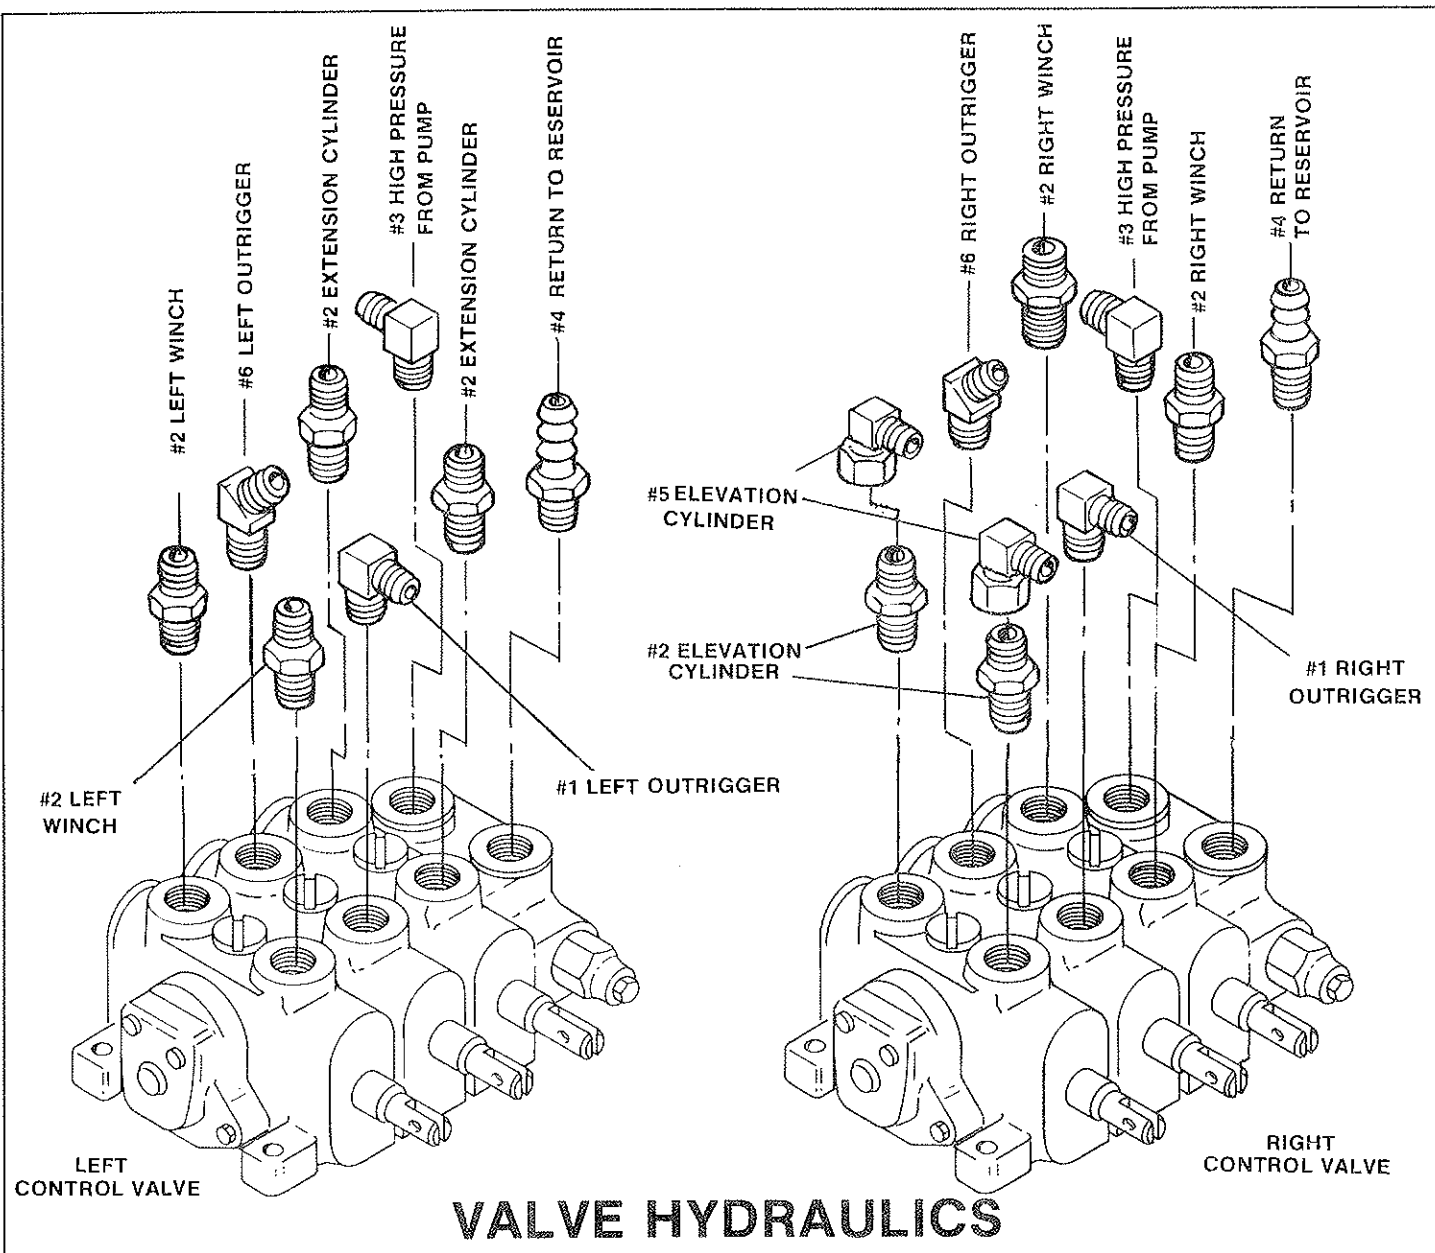 #2 LEFT WINCH
#6 LEFT OUTRIGGER
#2 EXTENSION CYLINDER
#3 HIGH PRESSURE
FROM PUMP
#2 EXTENSION CYLINDER
#4 RETURN TO RESERVOIR
#6 RIGHT OUTRIGGER
#2 RIGHT WINCH
#3 HIGH PRESSURE
FROM PUMP
#2 RIGHT WINCH
#4 RETURN
TO RESERVOIR
#5 ELEVATION
CYLINDER
#2 ELEVATION
CYLINDER
#1 RIGHT
OUTRIGGER
#2 LEFT
WINCH
#1 LEFT OUTRIGGER
LEFT
CONTROL VALVE
RIGHT
CONTROL VALVE
VALVE HYDRAULICS